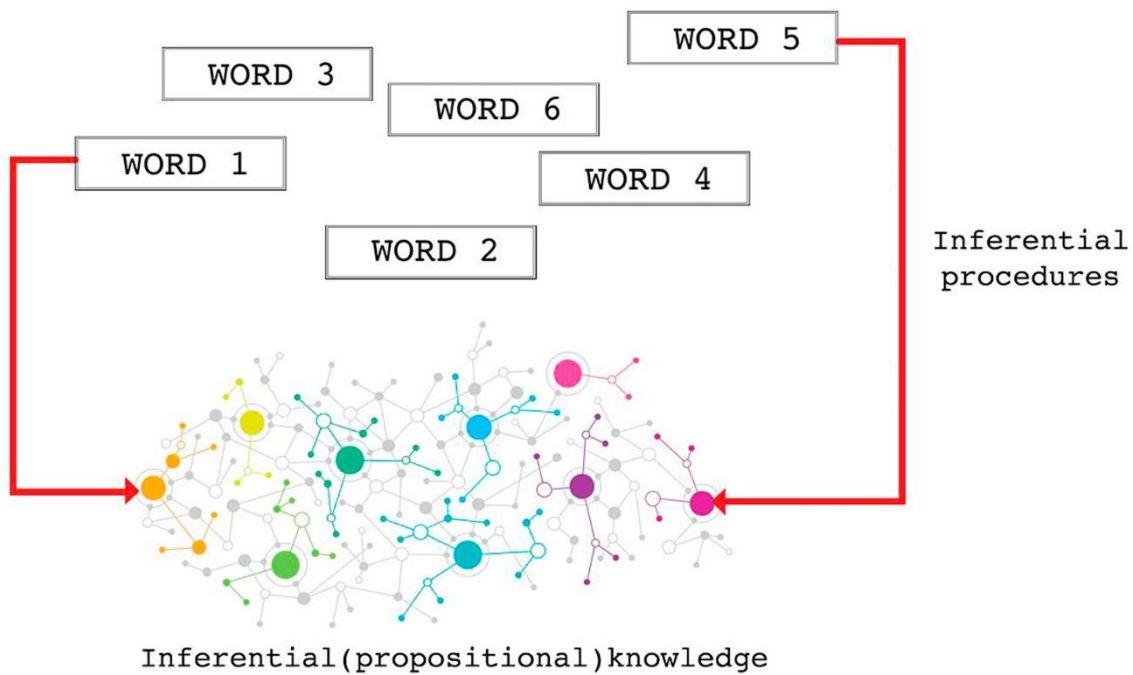 WORD 5
WORD 3
WORD 6
WORD 1
WORD 4
WORD 2
Inferential
procedures
Inferential(propositional)knowledge